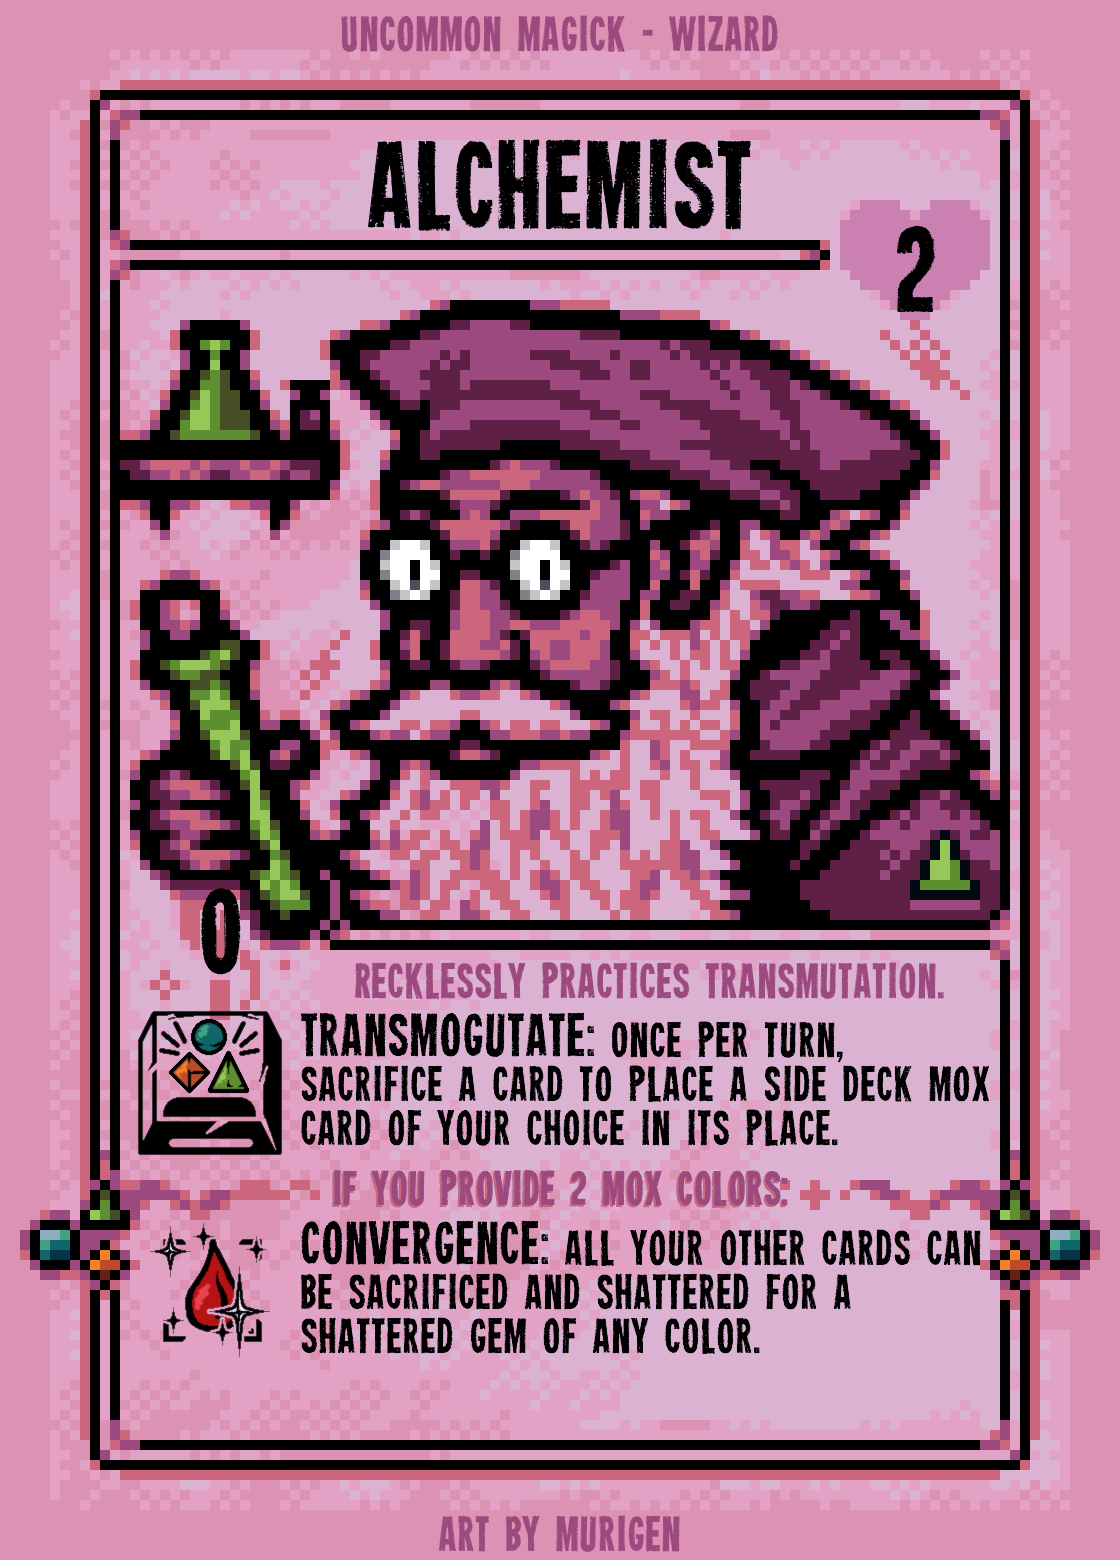 UNCOMMON MAGICK - WIZARD
ALCHEMIST
2
0
RECKLESSLY PRACTICES TRANSMUTATION.
TRANSMOGUTATE: ONCE PER TURN,
SACRIFICE A CARD TO PLACE A SIDE DECK MOX
CARD OF YOUR CHOICE IN ITS PLACE.
IF YOU PROVIDE 2 MOX COLORS:
CONVERGENCE: ALL YOUR OTHER CARDS CAN
BE SACRIFICED AND SHATTERED FOR A
SHATTERED GEM OF ANY COLOR.
ART BY MURIGEN